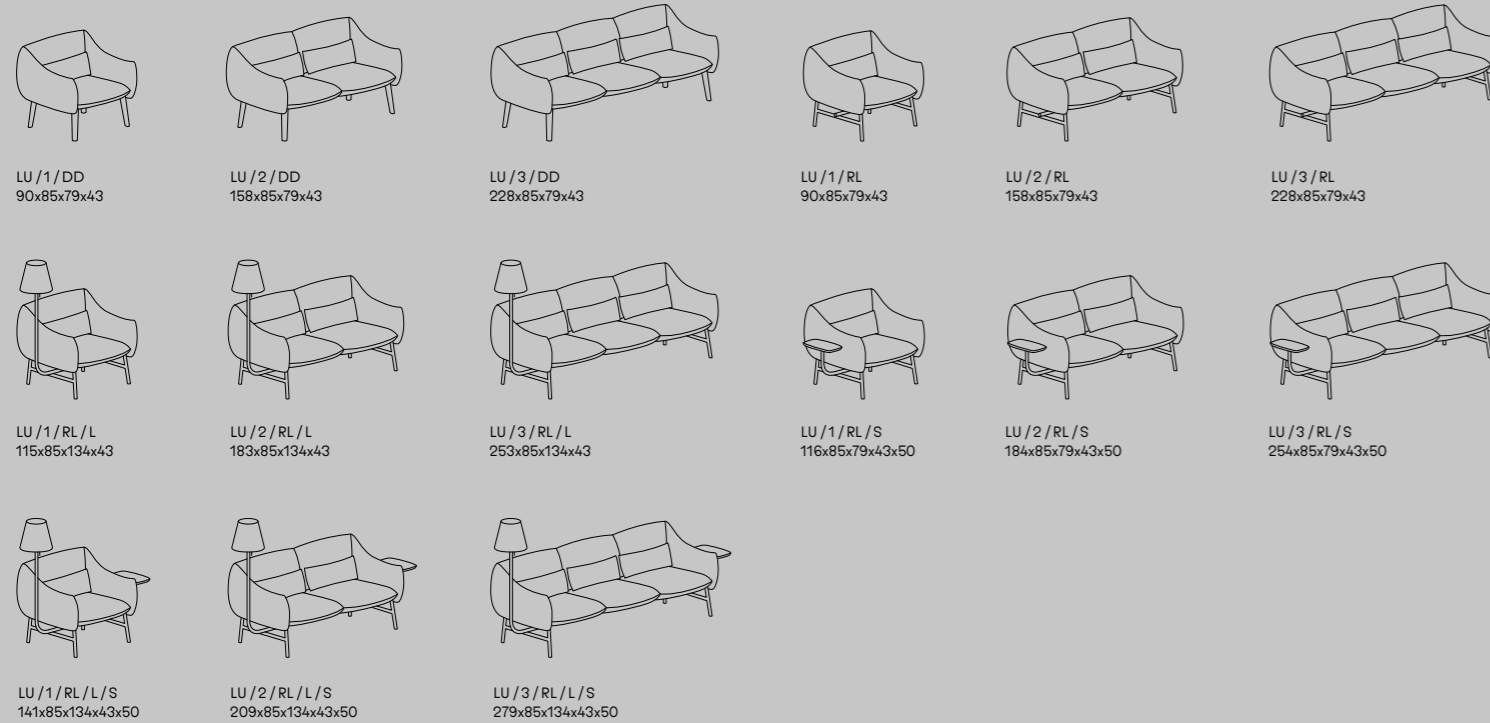 LU / 1 / DD
90x85x79x43
LU / 2 / DD
158x85x79x43
LU / 3 / DD
228x85x79x43
LU / 1 / RL
90x85x79x43
LU / 2 / RL
158x85x79x43
LU / 3 / RL
228x85x79x43
LU / 1 / RL / L
115x85x134x43
LU / 2 / RL / L
183x85x134x43
LU / 3 / RL / L
253x85x134x43
LU / 1 / RL / S
116x85x79x43x50
LU / 2 / RL / S
184x85x79x43x50
LU / 3 / RL / S
254x85x79x43x50
LU / 1 / RL / L / S
141x85x134x43x50
LU / 2 / RL / L / S
209x85x134x43x50
LU / 3 / RL / L / S
279x85x134x43x50